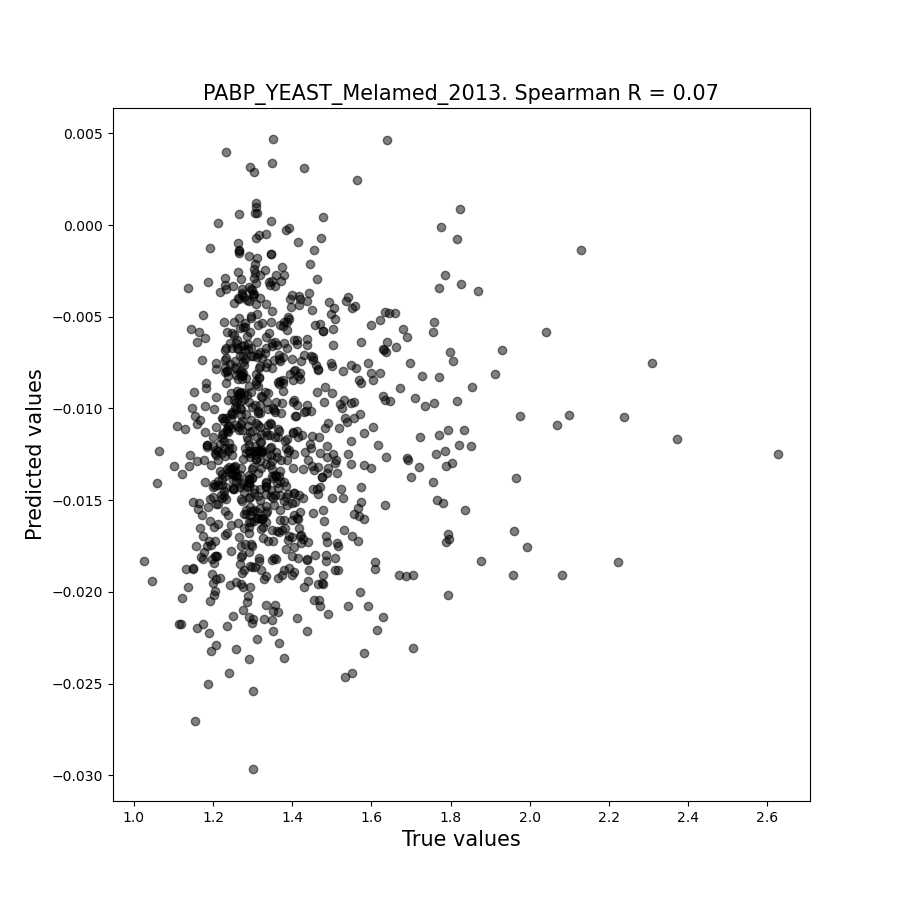 PABP_YEAST_Melamed_2013. Spearman R = 0.07
0.005
0.000
−0.005
−0.010
−0.015
−0.020
−0.025
−0.030
Predicted values
1.0 1.2 1.4 1.6 1.8 2.0 2.2 2.4 2.6
True values